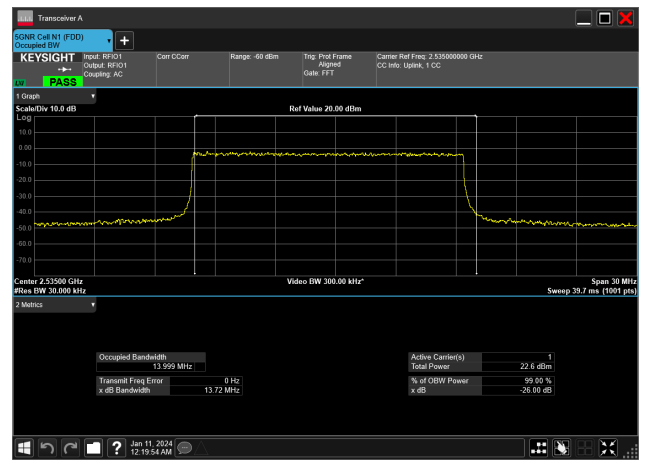 Transceiver A
5GNR Cell N1 (FDD)
Occupied BW
KEYSIGHT
LXI
PASS
Input: RFIO1
Output: RFIO1
Coupling: AC
Corr CCorr
Range: -60 dBm
Trig: Prot Frame
Aligned
Gate: FFT
Carrier Ref Freq: 2.535000000 GHz
CC Info: Uplink, 1 CC
1 Graph
Scale/Div 10.0 dB
Ref Value 20.00 dBm
Log
10.0
0.00
-10.0
-20.0
-30.0
-40.0
-50.0
-60.0
-70.0
Center 2.53500 GHz
Video BW 300.00 kHz*
Span 30 MHz
#Res BW 30.000 kHz
Sweep 39.7 ms (1001 pts)
2 Metrics
Occupied Bandwidth
13.999 MHz
Transmit Freq Error 0 Hz
x dB Bandwidth 13.72 MHz
Active Carrier(s) 1
Total Power 22.6 dBm
% of OBW Power 99.00 %
x dB -26.00 dB
?
Jan 11, 2024
12:19:54 AM